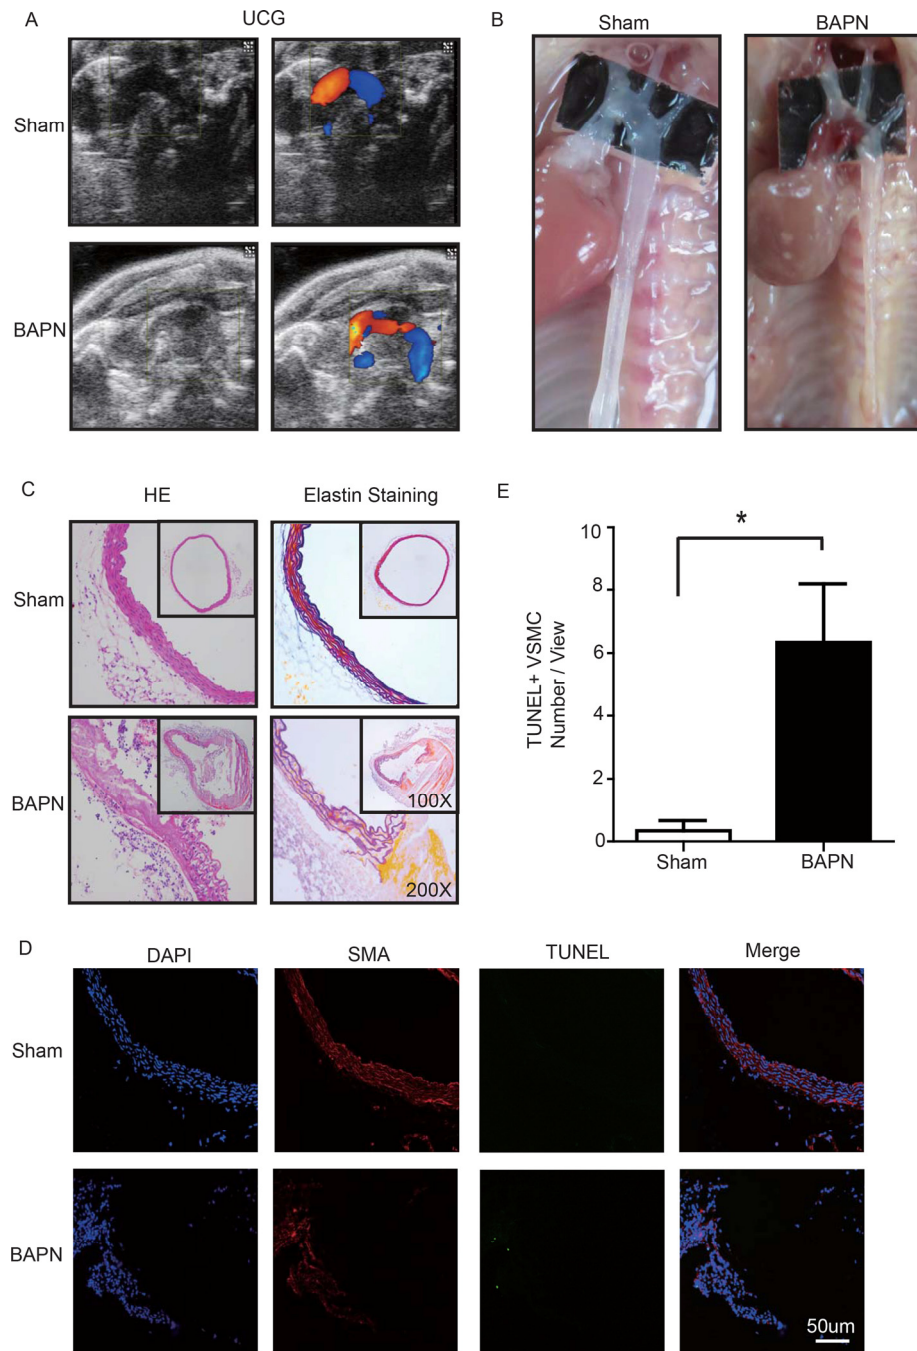 A
UCG
Sham
BAPN
B
Sham
BAPN
C
HE
Elastin Staining
Sham
BAPN
100X
200X
E
*
TUNEL+ VSMC
Number / View
10
8
6
4
2
0
Sham
BAPN
D
DAPI
SMA
TUNEL
Merge
Sham
BAPN
50um